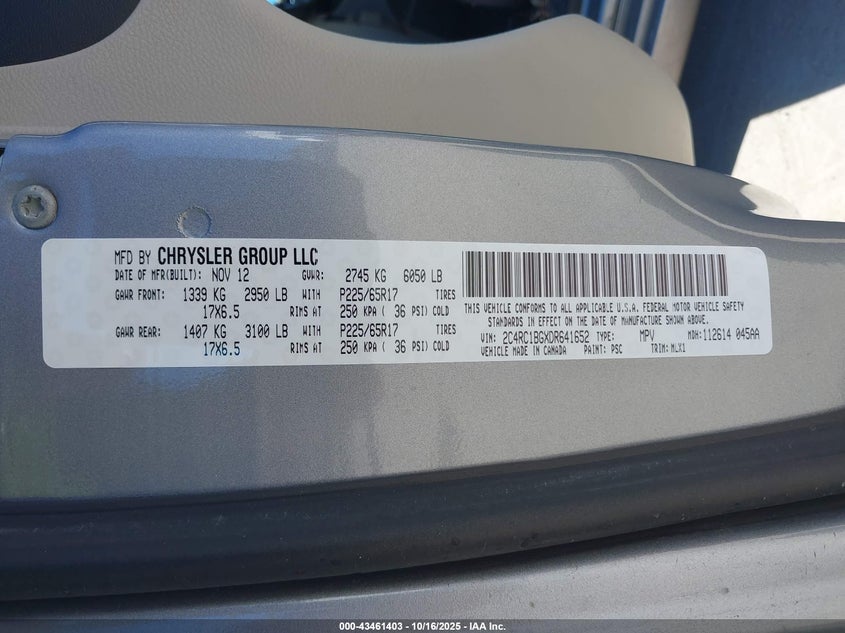 MFD BY CHRYSLER GROUP LLC
DATE OF MFR(BUILT): NOV 12 GVWR: 2745 KG 6050 LB
GAWR FRONT: 1339 KG 2950 LB WITH P225/65R17 TIRES
17X6.5 RIMS AT 250 KPA ( 36 PSI) COLD
GAWR REAR: 1407 KG 3100 LB WITH P225/65R17 TIRES
17X6.5 RIMS AT 250 KPA ( 36 PSI) COLD
THIS VEHICLE CONFORMS TO ALL APPLICABLE U.S.A. FEDERAL MOTOR VEHICLE SAFETY
STANDARDS IN EFFECT ON THE DATE OF MANUFACTURE SHOWN ABOVE.
VIN: 2C4RC1BGXDR641652 TYPE: MPV MDH: 112614 045AA
VEHICLE MADE IN CANADA PAINT: PSC TRIM: MLX1
000-43461403 - 10/16/2025 - IAA Inc.